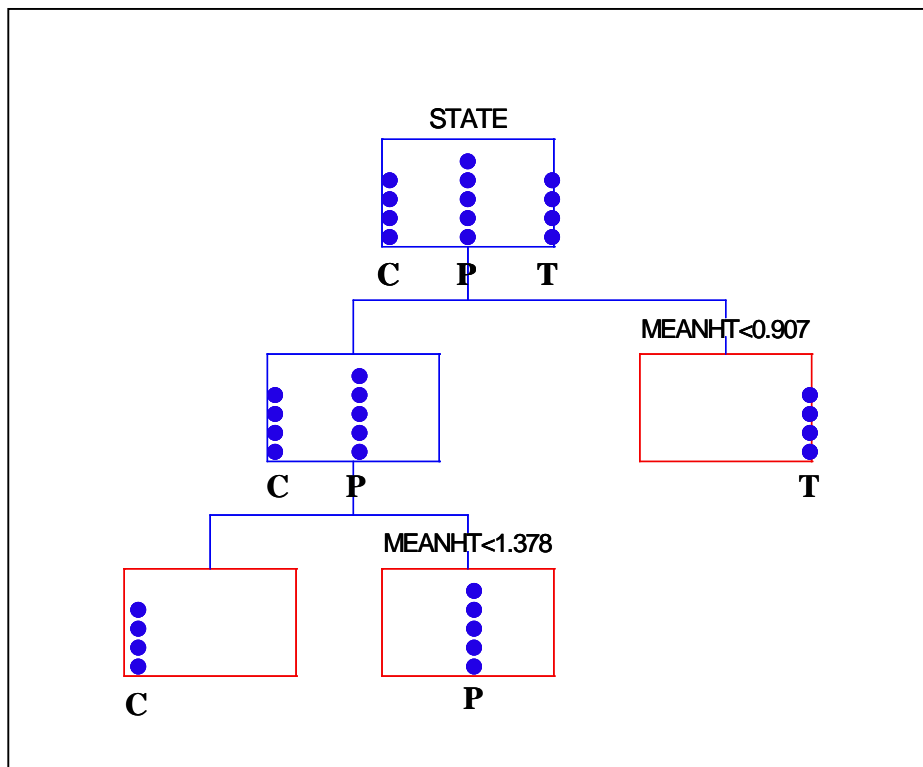 STATE
C P T
MEANHT<0.907
C P
T
MEANHT<1.378
C
P